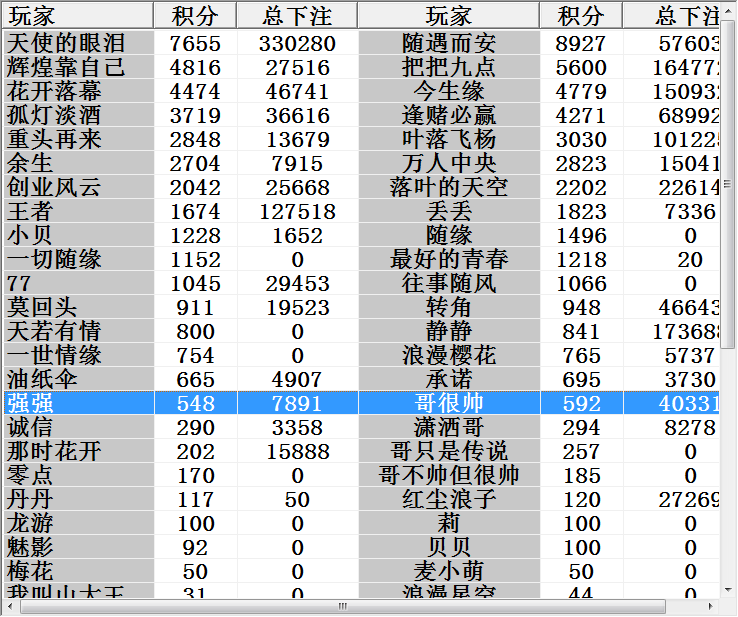 玩家 积分 总下注 玩家 积分 总下注
天使的眼泪 7655 330280 随遇而安 8927 57603
辉煌靠自己 4816 27516 把把九点 5600 164772
花开落幕 4474 46741 今生缘 4779 150932
孤灯淡酒 3719 36616 逢赌必赢 4271 68992
重头再来 2848 13679 叶落飞杨 3030 101225
余生 2704 7915 万人中央 2823 15041
创业风云 2042 25668 落叶的天空 2202 22614
王者 1674 127518 丢丢 1823 7336
小贝 1228 1652 随缘 1496 0
一切随缘 1152 0 最好的青春 1218 20
77 1045 29453 往事随风 1066 0
莫回头 911 19523 转角 948 46643
天若有情 800 0 静静 841 173688
一世情缘 754 0 浪漫樱花 765 5737
油纸伞 665 4907 承诺 695 3730
强强 548 7891 哥很帅 592 40331
诚信 290 3358 潇洒哥 294 8278
那时花开 202 15888 哥只是传说 257 0
零点 170 0 哥不帅但很帅 185 0
丹丹 117 50 红尘浪子 120 27269
龙游 100 0 莉 100 0
魅影 92 0 贝贝 100 0
梅花 50 0 麦小萌 50 0
我叫山大王 31 0 浪漫星空 44 0